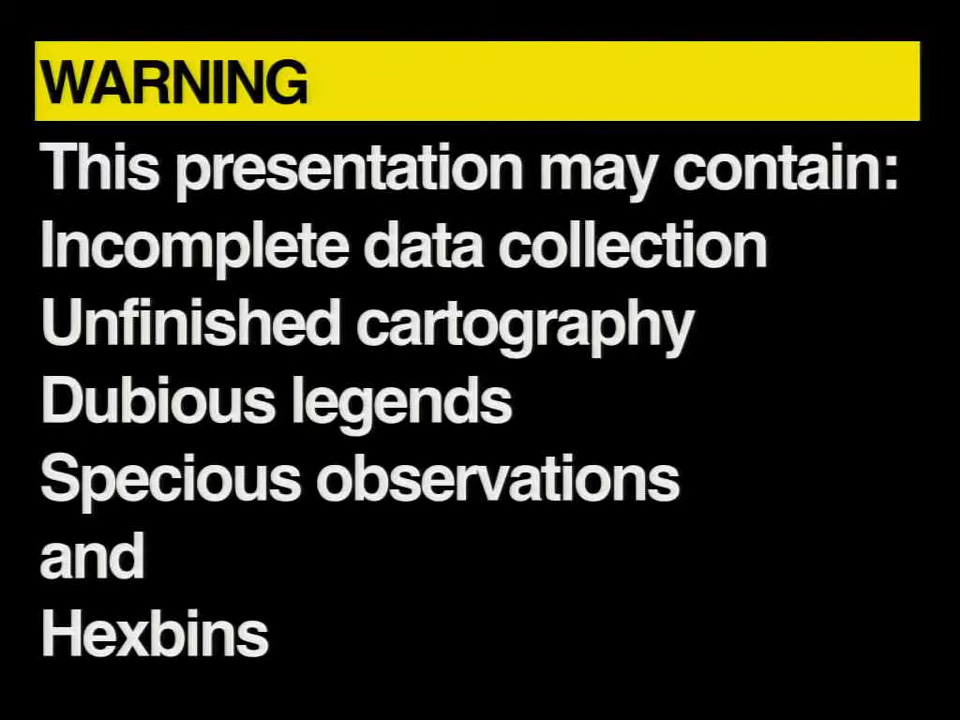 WARNING
This presentation may contain:
Incomplete data collection
Unfinished cartography
Dubious legends
Specious observations
and
Hexbins